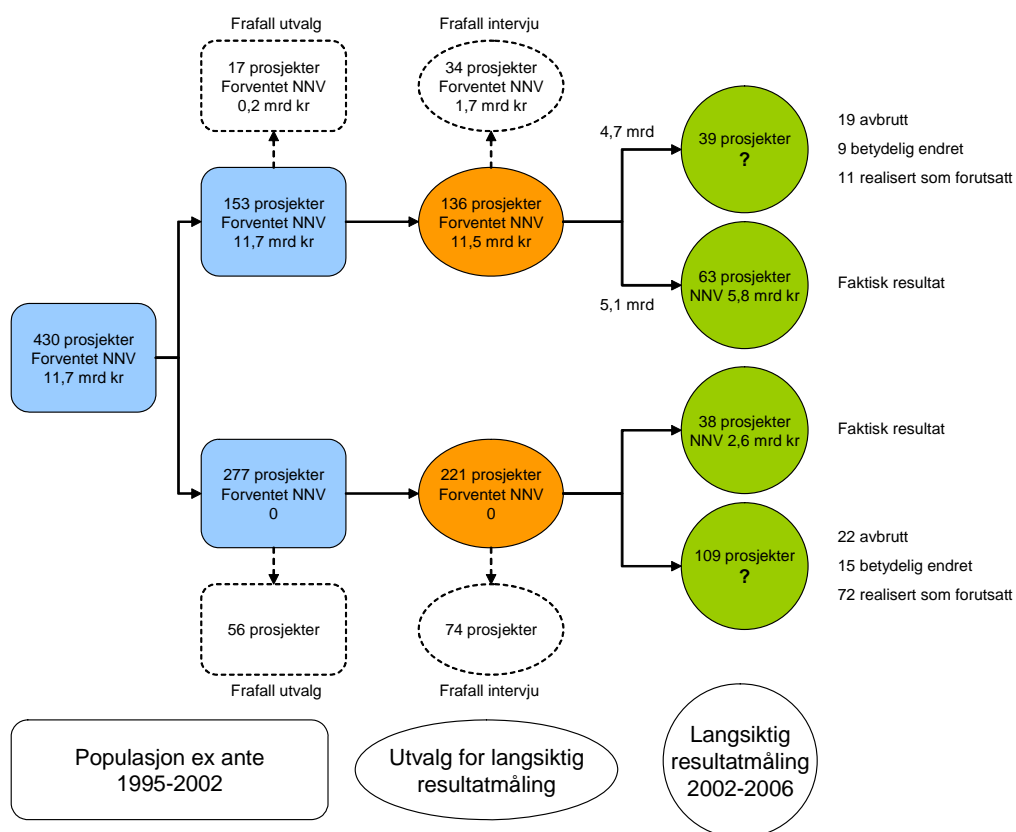 Frafall utvalg
17 prosjekter
Forventet NNV
0,2 mrd kr
Frafall intervju
34 prosjekter
Forventet NNV
1,7 mrd kr
153 prosjekter
Forventet NNV
11,7 mrd kr
136 prosjekter
Forventet NNV
11,5 mrd kr
4,7 mrd
39 prosjekter
?
19 avbrutt
9 betydelig endret
11 realisert som forutsatt
5,1 mrd
63 prosjekter
NNV 5,8 mrd kr
Faktisk resultat
430 prosjekter
Forventet NNV
11,7 mrd kr
277 prosjekter
Forventet NNV
0
221 prosjekter
Forventet NNV
0
38 prosjekter
NNV 2,6 mrd kr
Faktisk resultat
109 prosjekter
?
22 avbrutt
15 betydelig endret
72 realisert som forutsatt
56 prosjekter
Frafall utvalg
74 prosjekter
Frafall intervju
Populasjon ex ante
1995-2002
Utvalg for langsiktig
resultatmåling
Langsiktig
resultatmåling
2002-2006